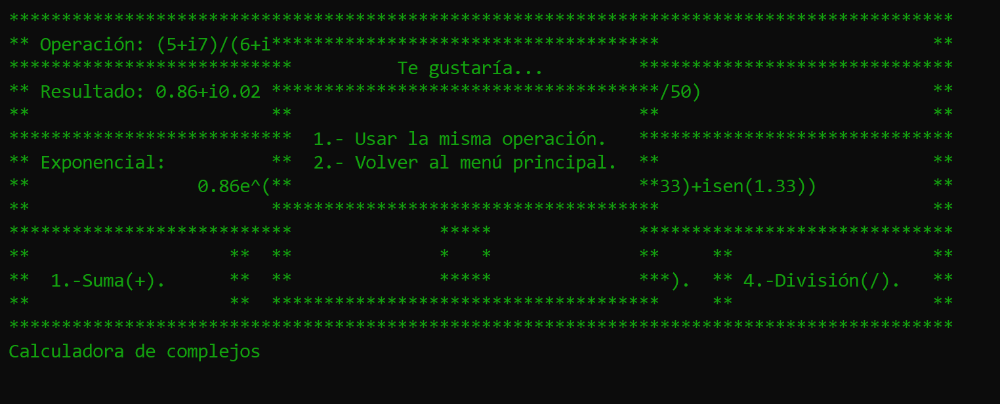 ******************************************************************************************
** Operación: (5+i7)/(6+i*************************************                          **
***************************          Te gustaría...         ******************************
** Resultado: 0.86+i0.02 *************************************/50)                      **
**                       **                                 **                          **
***************************  1.- Usar la misma operación.   ******************************
** Exponencial:          **  2.- Volver al menú principal.  **                          **
**                0.86e^(**                                 **33)+isen(1.33))           **
**                       *************************************                          **
***************************              *****              ******************************
**                   **  **              *   *              **     **                   **
**  1.-Suma(+).      **  **              *****              ***).  ** 4.-División(/).   **
**                   **  *************************************     **                   **
******************************************************************************************
Calculadora de complejos